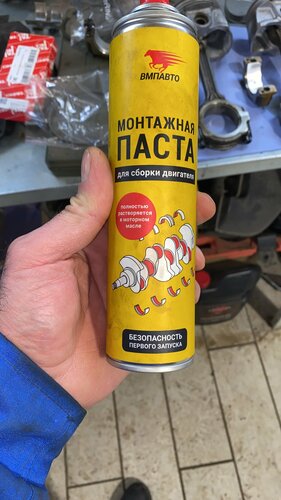 ВМПАВТО
МОНТАЖНАЯ
ПАСТА
для сборки двигателя
полностью
растворяется
в моторном
масле
БЕЗОПАСНОСТЬ
ПЕРВОГО ЗАПУСКА